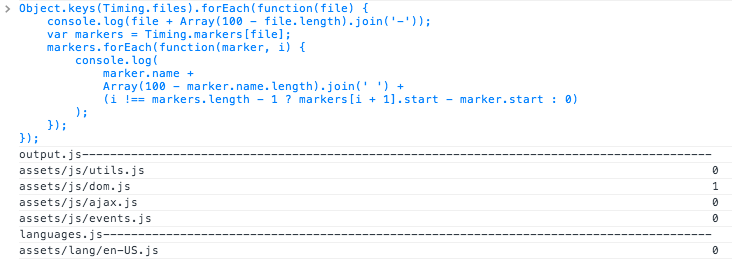 > Object.keys(Timing.files).forEach(function(file) {
    console.log(file + Array(100 - file.length).join('-'));
    var markers = Timing.markers[file];
    markers.forEach(function(marker, i) {
        console.log(
            marker.name +
            Array(100 - marker.name.length).join(' ') +
            (i !== markers.length - 1 ? markers[i + 1].start - marker.start : 0)
        );
    });
});
output.js------------------------------------------------------------------------------------------
assets/js/utils.js 0
assets/js/dom.js 1
assets/js/ajax.js 0
assets/js/events.js 0
languages.js---------------------------------------------------------------------------------------
assets/lang/en-US.js 0